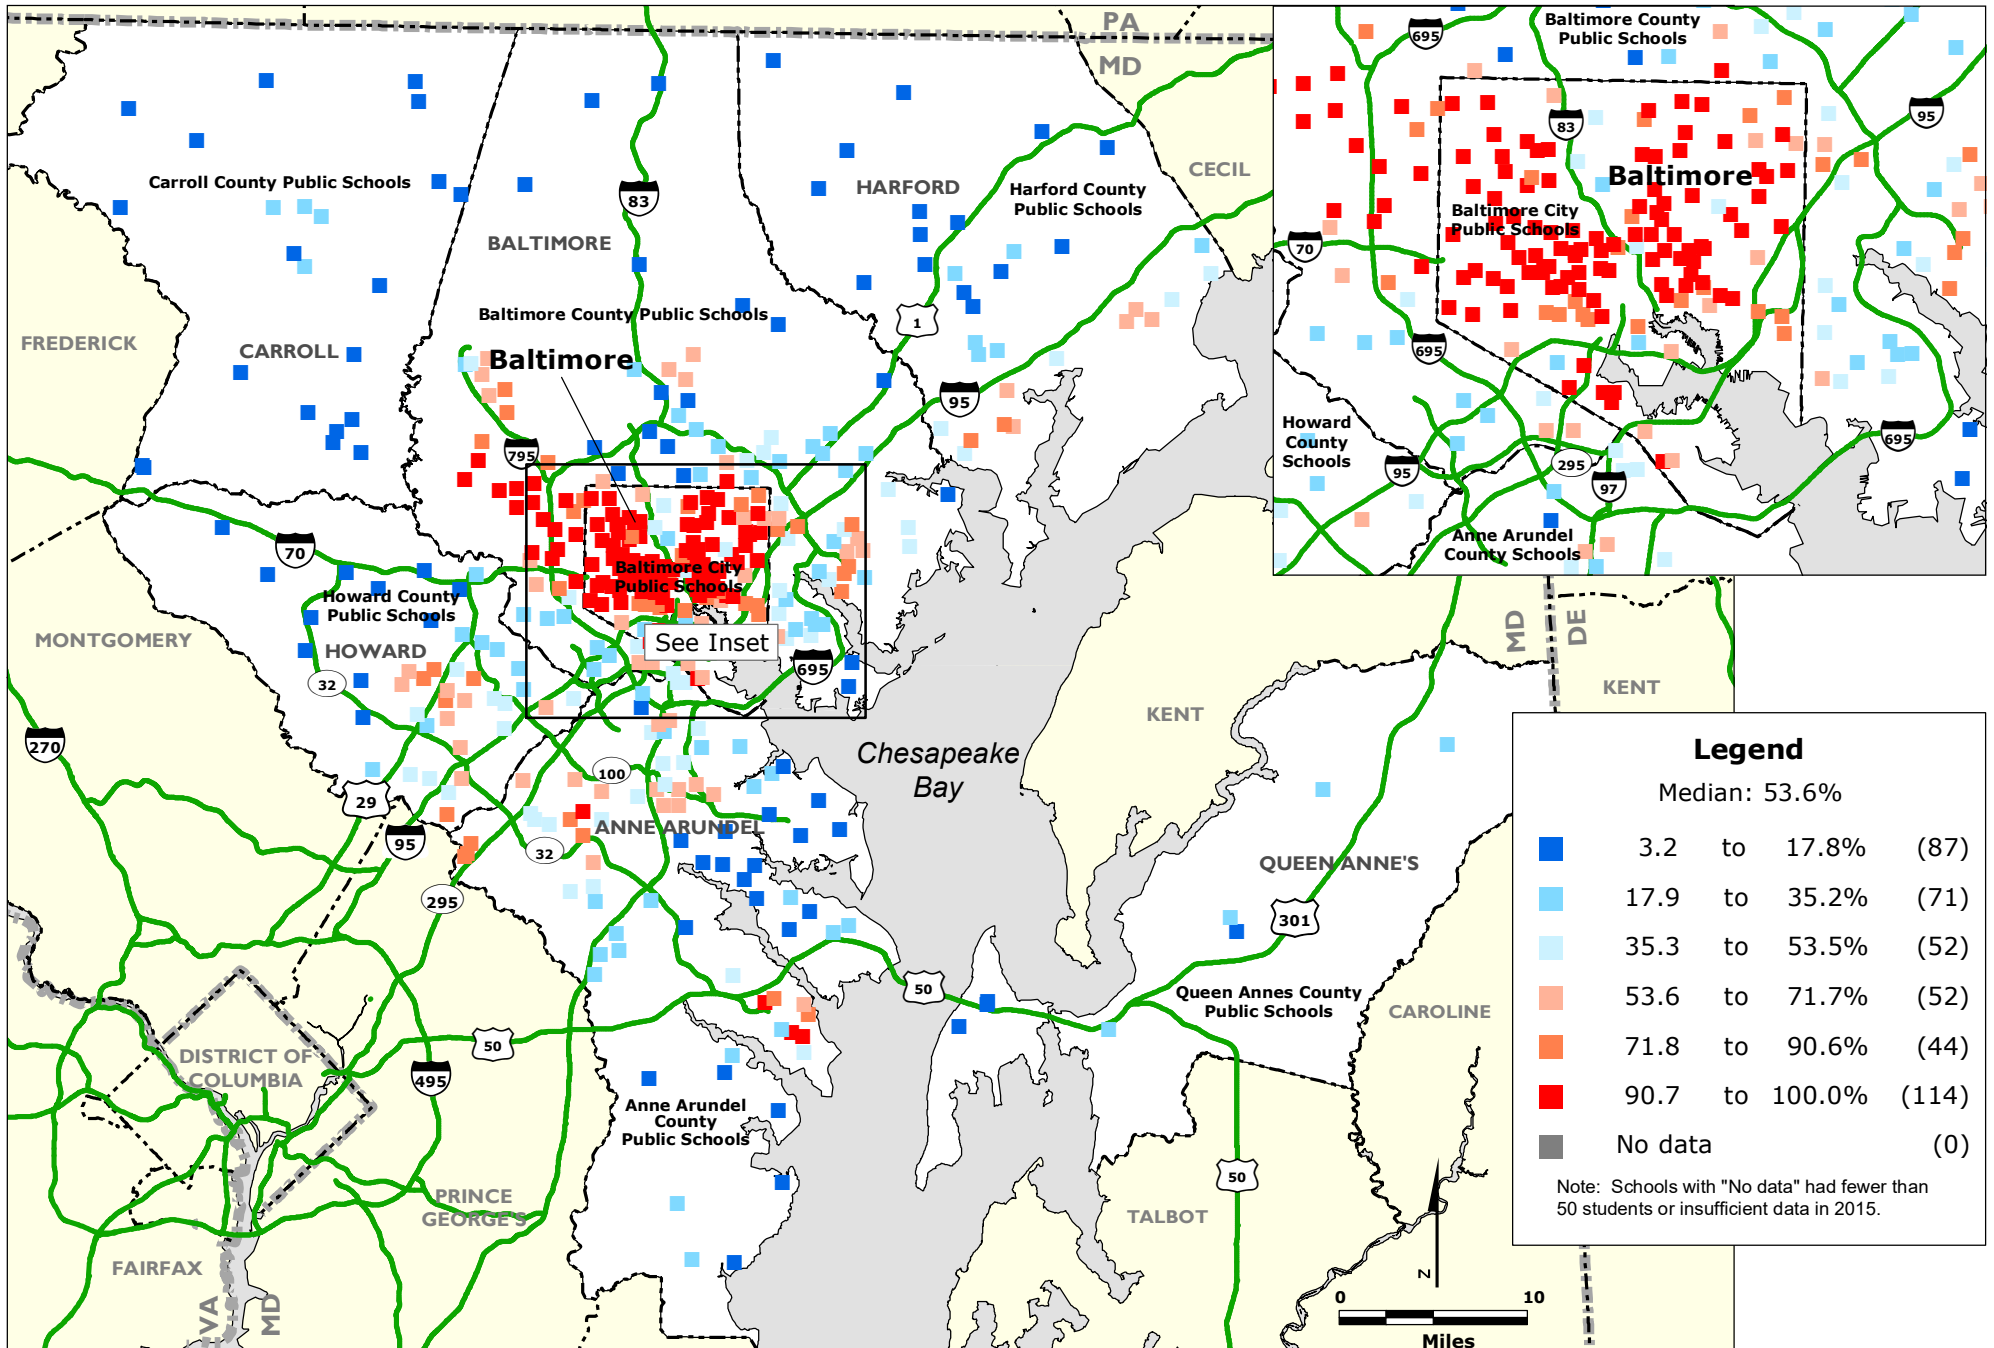 PA
MD
Carroll County Public Schools
83
HARFORD
Harford County
Public Schools
CECIL
BALTIMORE
Baltimore County Public Schools
1
FREDERICK
CARROLL
Baltimore
95
795
70
Baltimore City
Public Schools
Howard County
Public Schools
MONTGOMERY
HOWARD
See Inset
695
32
KENT
270
Chesapeake
Bay
100
29
ANNE ARUNDEL
95
32
QUEEN ANNE'S
295
301
50
Queen Annes County
Public Schools
CAROLINE
50
DISTRICT OF
COLUMBIA
495
Anne Arundel
County
Public Schools
50
PRINCE
GEORGE'S
TALBOT
FAIRFAX
VA
MD
MD
DE
KENT
695
Baltimore County
Public Schools
95
83
Baltimore
Baltimore City
Public Schools
70
695
Howard
County
Schools
95
295
97
695
Anne Arundel
County Schools
Legend
Median: 53.6%
3.2 to 17.8% (87)
17.9 to 35.2% (71)
35.3 to 53.5% (52)
53.6 to 71.7% (52)
71.8 to 90.6% (44)
90.7 to 100.0% (114)
No data (0)
Note: Schools with "No data" had fewer than
50 students or insufficient data in 2015.
N
0 10
Miles